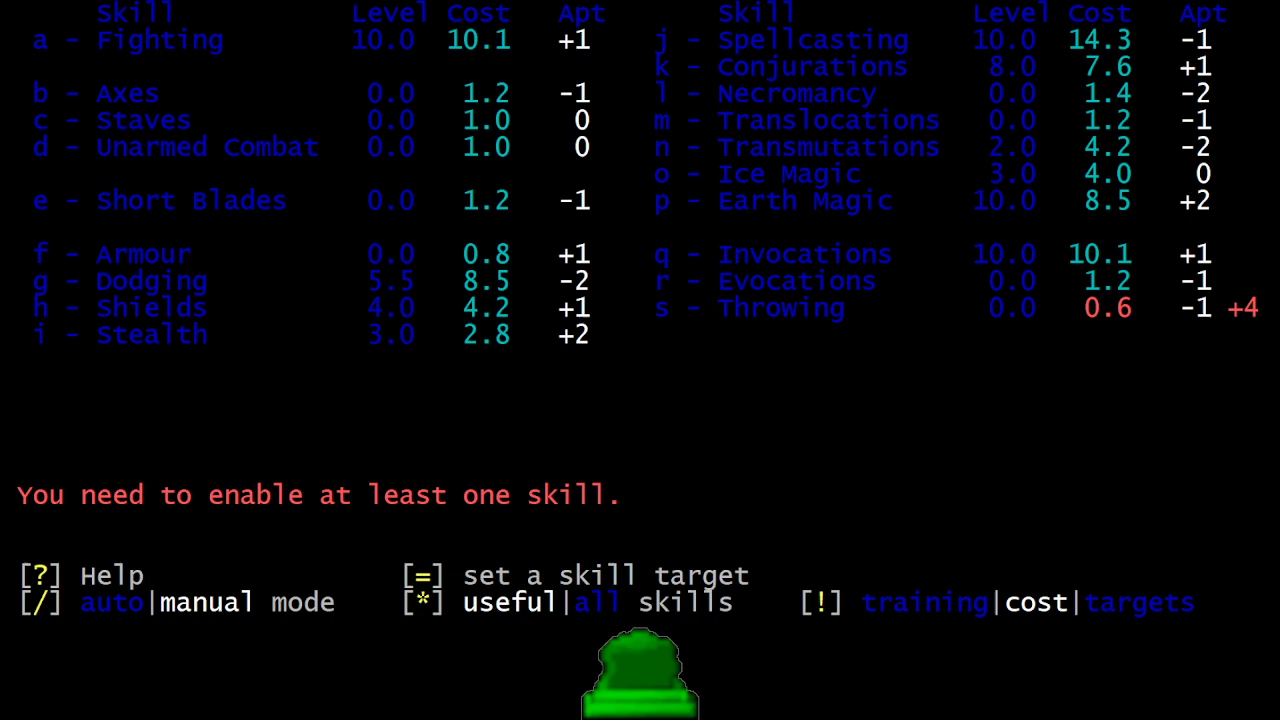 Skill Level Cost Apt Skill Level Cost Apt
a - Fighting 10.0 10.1 +1 j - Spellcasting 10.0 14.3 -1
k - Conjurations 8.0 7.6 +1
b - Axes 0.0 1.2 -1 l - Necromancy 0.0 1.4 -2
c - Staves 0.0 1.0 0 m - Translocations 0.0 1.2 -1
d - Unarmed Combat 0.0 1.0 0 n - Transmutations 2.0 4.2 -2
o - Ice Magic 3.0 4.0 0
e - Short Blades 0.0 1.2 -1 p - Earth Magic 10.0 8.5 +2
f - Armour 0.0 0.8 +1 q - Invocations 10.0 10.1 +1
g - Dodging 5.5 8.5 -2 r - Evocations 0.0 1.2 -1
h - Shields 4.0 4.2 +1 s - Throwing 0.0 0.6 -1 +4
i - Stealth 3.0 2.8 +2
You need to enable at least one skill.
[?] Help [=] set a skill target
[/] auto|manual mode [*] useful|all skills [!] training|cost|targets